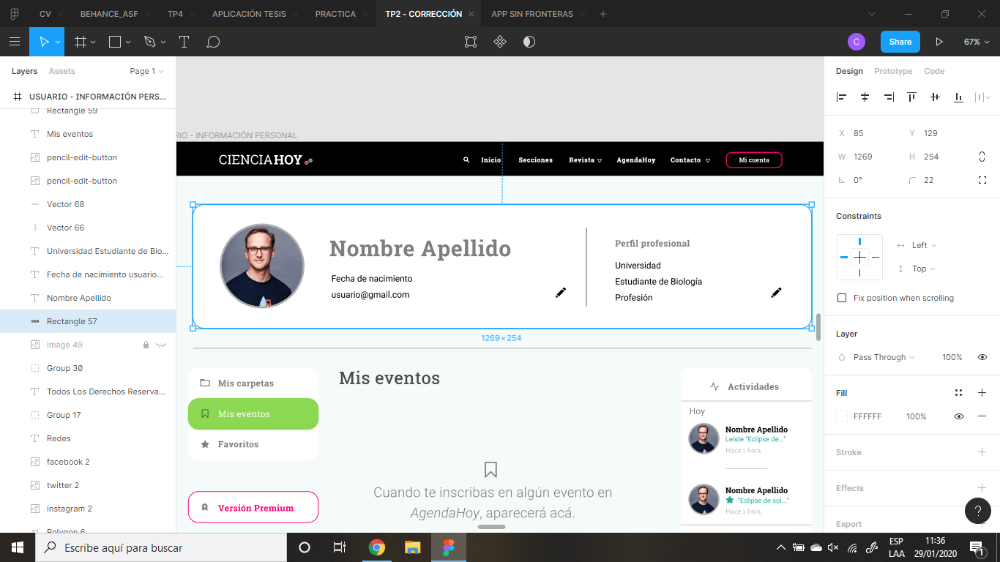 CV
BEHANCE_ASF
TP4
APLICACIÓN TESIS
PRACTICA
TP2 - CORRECCIÓN
APP SIN FRONTERAS
C
Share
67%
Layers
Assets
Page 1
USUARIO - INFORMACIÓN PERS...
Rectangle 59
Mis eventos
pencil-edit-button
pencil-edit-button
Vector 68
Vector 66
Universidad Estudiante de Bio...
Fecha de nacimiento usuario...
Nombre Apellido
Rectangle 57
image 49
Group 30
Todos Los Derechos Reserva...
Group 17
Redes
facebook 2
twitter 2
instagram 2
Polygon 6
RIO - INFORMACIÓN PERSONAL
CIENCIAHOY
Inicio
Secciones
Revista
AgendaHoy
Contacto
Mi cuenta
Nombre Apellido
Fecha de nacimiento
usuario@gmail.com
Perfil profesional
Universidad
Estudiante de Biología
Profesión
1269 × 254
Mis carpetas
Mis eventos
Favoritos
Versión Premium
Mis eventos
Cuando te inscribas en algún evento en
AgendaHoy, aparecerá acá.
Actividades
Hoy
Nombre Apellido
Leíste "Eclipse de..."
Hace 1 hora
Nombre Apellido
"Eclipse de sol..."
Hace 1 hora
Design
Prototype
Code
X 85
Y 129
W 1269
H 254
0°
22
Constraints
Left
Top
Fix position when scrolling
Layer
Pass Through
100%
Fill
FFFFFF
100%
Stroke
Effects
Export
?
Escribe aquí para buscar
ESP
LAA
11:36
29/01/2020
1